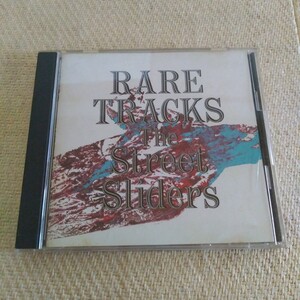 RARE
TRACKS
The
Street
Sliders